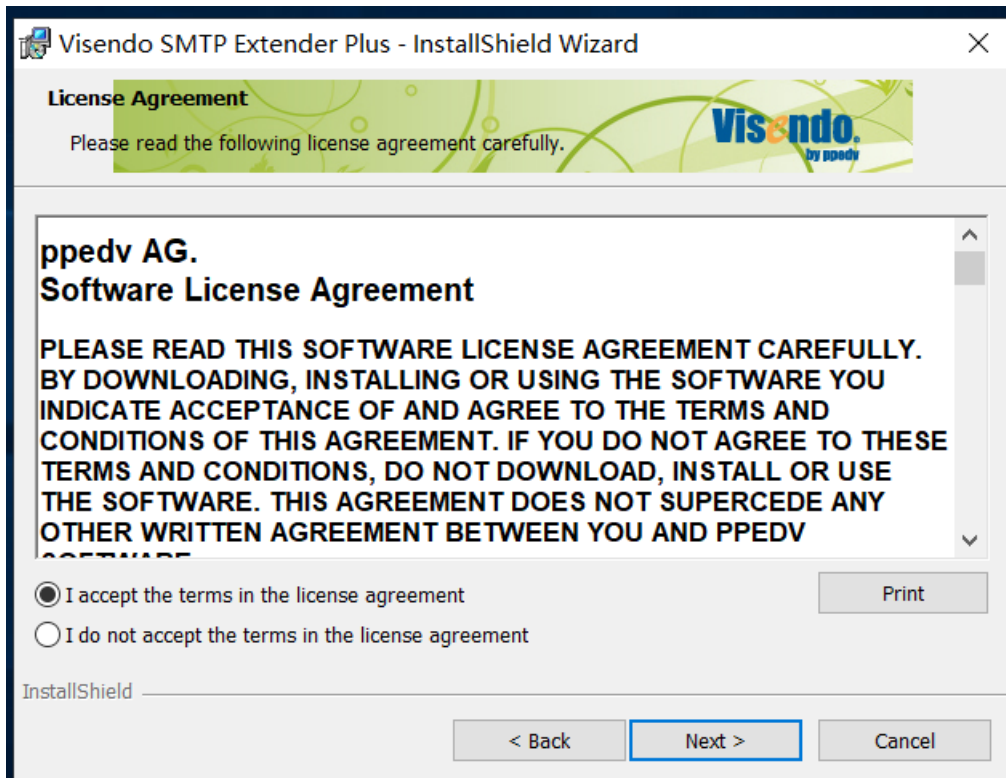 Visendo SMTP Extender Plus - InstallShield Wizard
License Agreement
Please read the following license agreement carefully.
Visendo.
by ppedv
ppedv AG.
Software License Agreement
PLEASE READ THIS SOFTWARE LICENSE AGREEMENT CAREFULLY.
BY DOWNLOADING, INSTALLING OR USING THE SOFTWARE YOU
INDICATE ACCEPTANCE OF AND AGREE TO THE TERMS AND
CONDITIONS OF THIS AGREEMENT. IF YOU DO NOT AGREE TO THESE
TERMS AND CONDITIONS, DO NOT DOWNLOAD, INSTALL OR USE
THE SOFTWARE. THIS AGREEMENT DOES NOT SUPERCEDE ANY
OTHER WRITTEN AGREEMENT BETWEEN YOU AND PPEDV
SOFTWARE
I accept the terms in the license agreement
Print
I do not accept the terms in the license agreement
InstallShield
< Back
Next >
Cancel